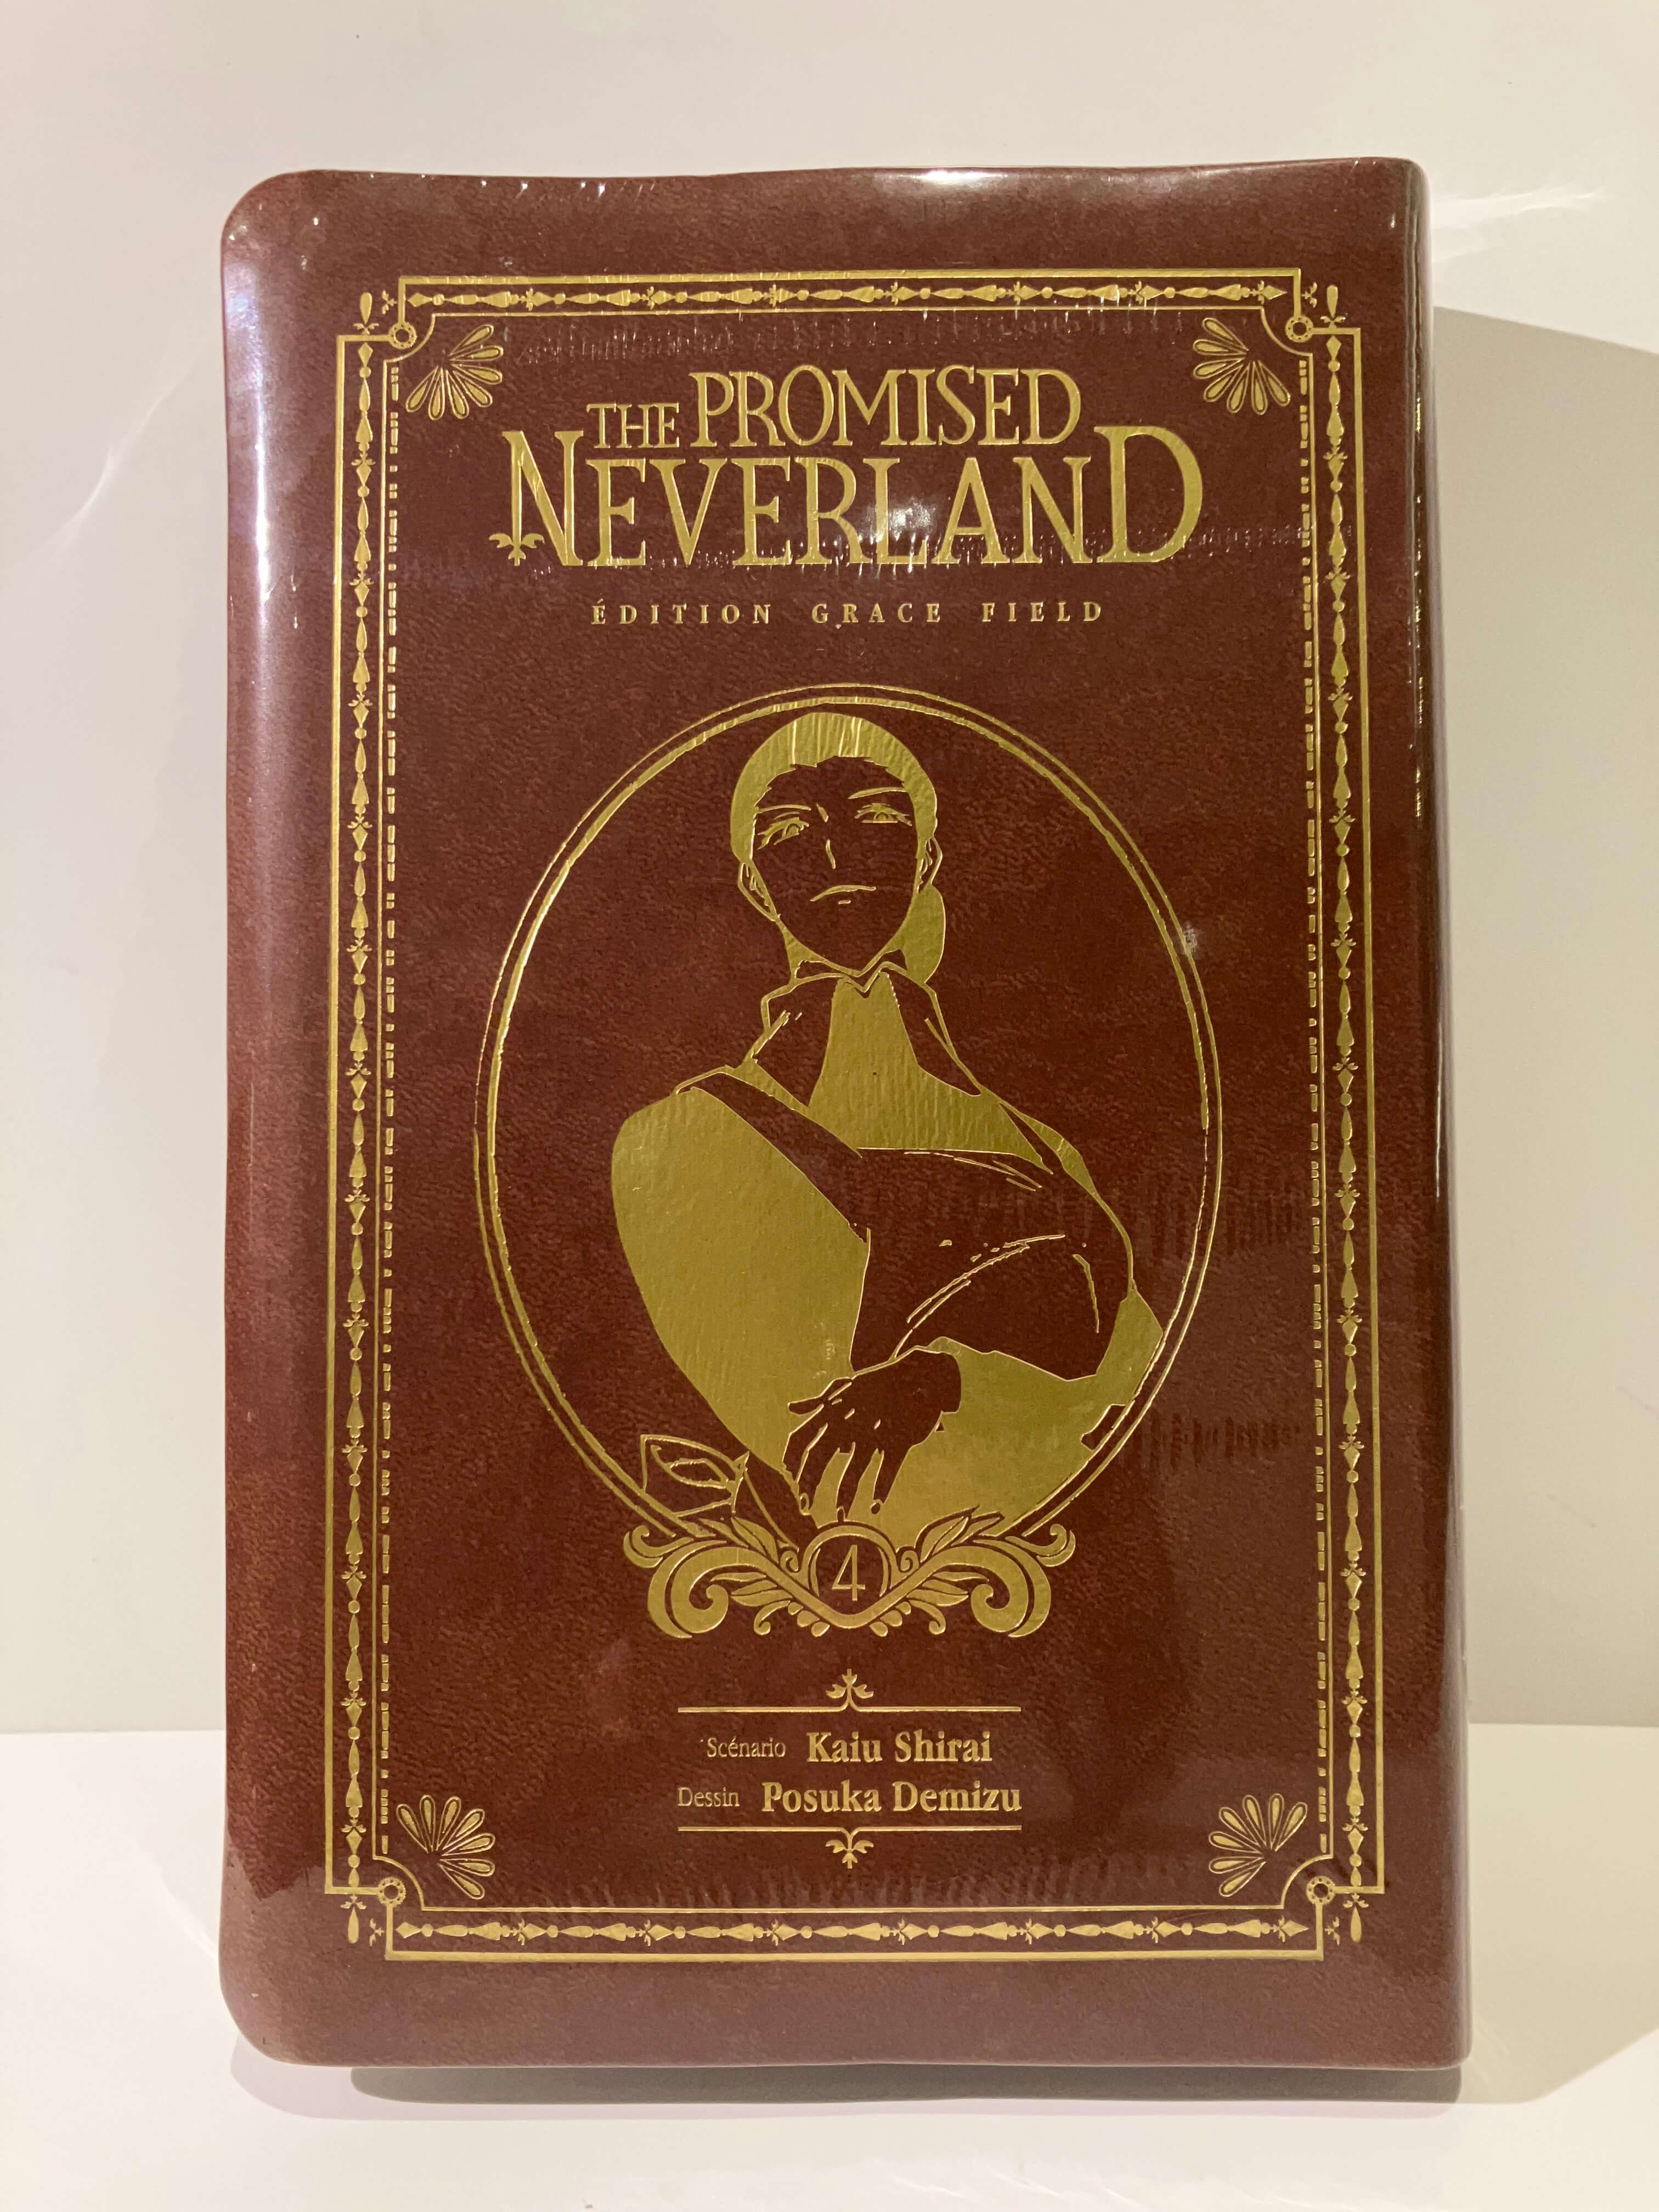 THE PROMISED
NEVERLAND
ÉDITION GRACE FIELD
4
Scénario Kaiu Shirai
Dessin Posuka Demizu